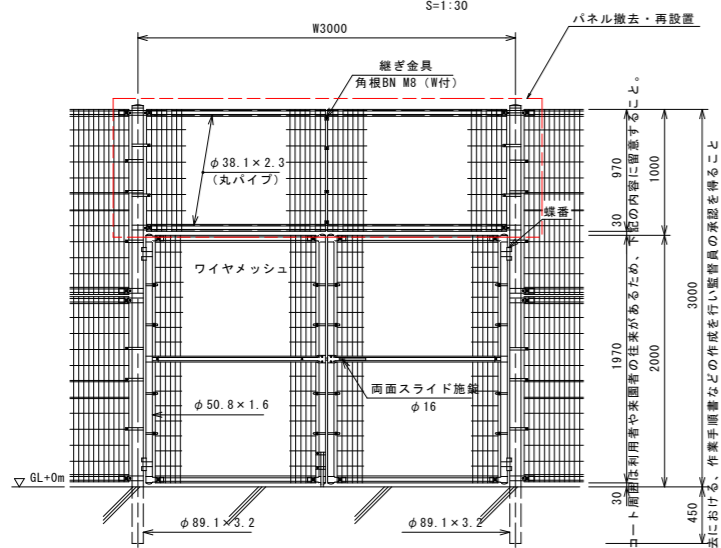 S=1:30
パネル撤去・再設置
W3000
継ぎ金具
角根BN M8 (W付)
φ38.1×2.3
(丸パイプ)
970
1000
30
蝶番
ワイヤメッシュ
3000
1970
2000
両面スライド施錠
φ16
φ50.8×1.6
GL+0m
30
450
φ89.1×3.2
φ89.1×3.2
コート周囲は利用者や来園者の往来があるため、下記の内容に留意すること。
去における、作業手順書などの作成を行い監督員の承認を得ること